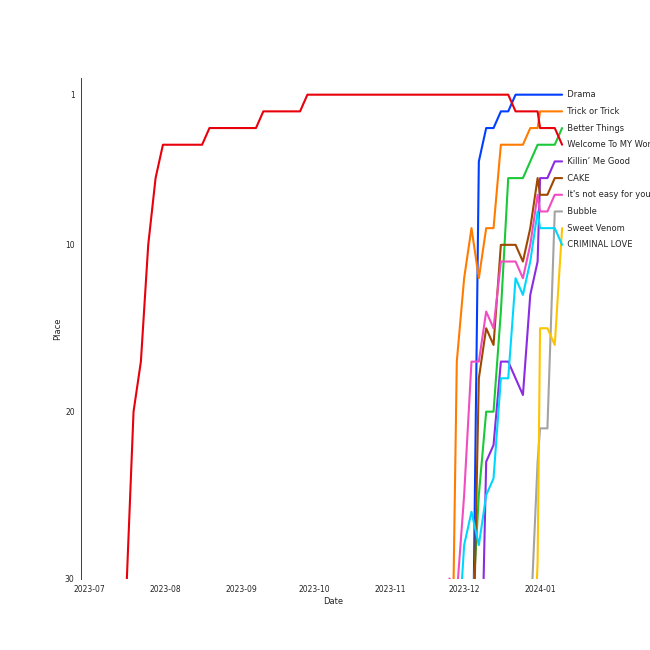 1
10
20
30
Place
2023-07
2023-08
2023-09
2023-10
2023-11
2023-12
2024-01
Date
Drama
Trick or Trick
Better Things
Welcome To MY Wor
Killin' Me Good
CAKE
It's not easy for you
Bubble
Sweet Venom
CRIMINAL LOVE